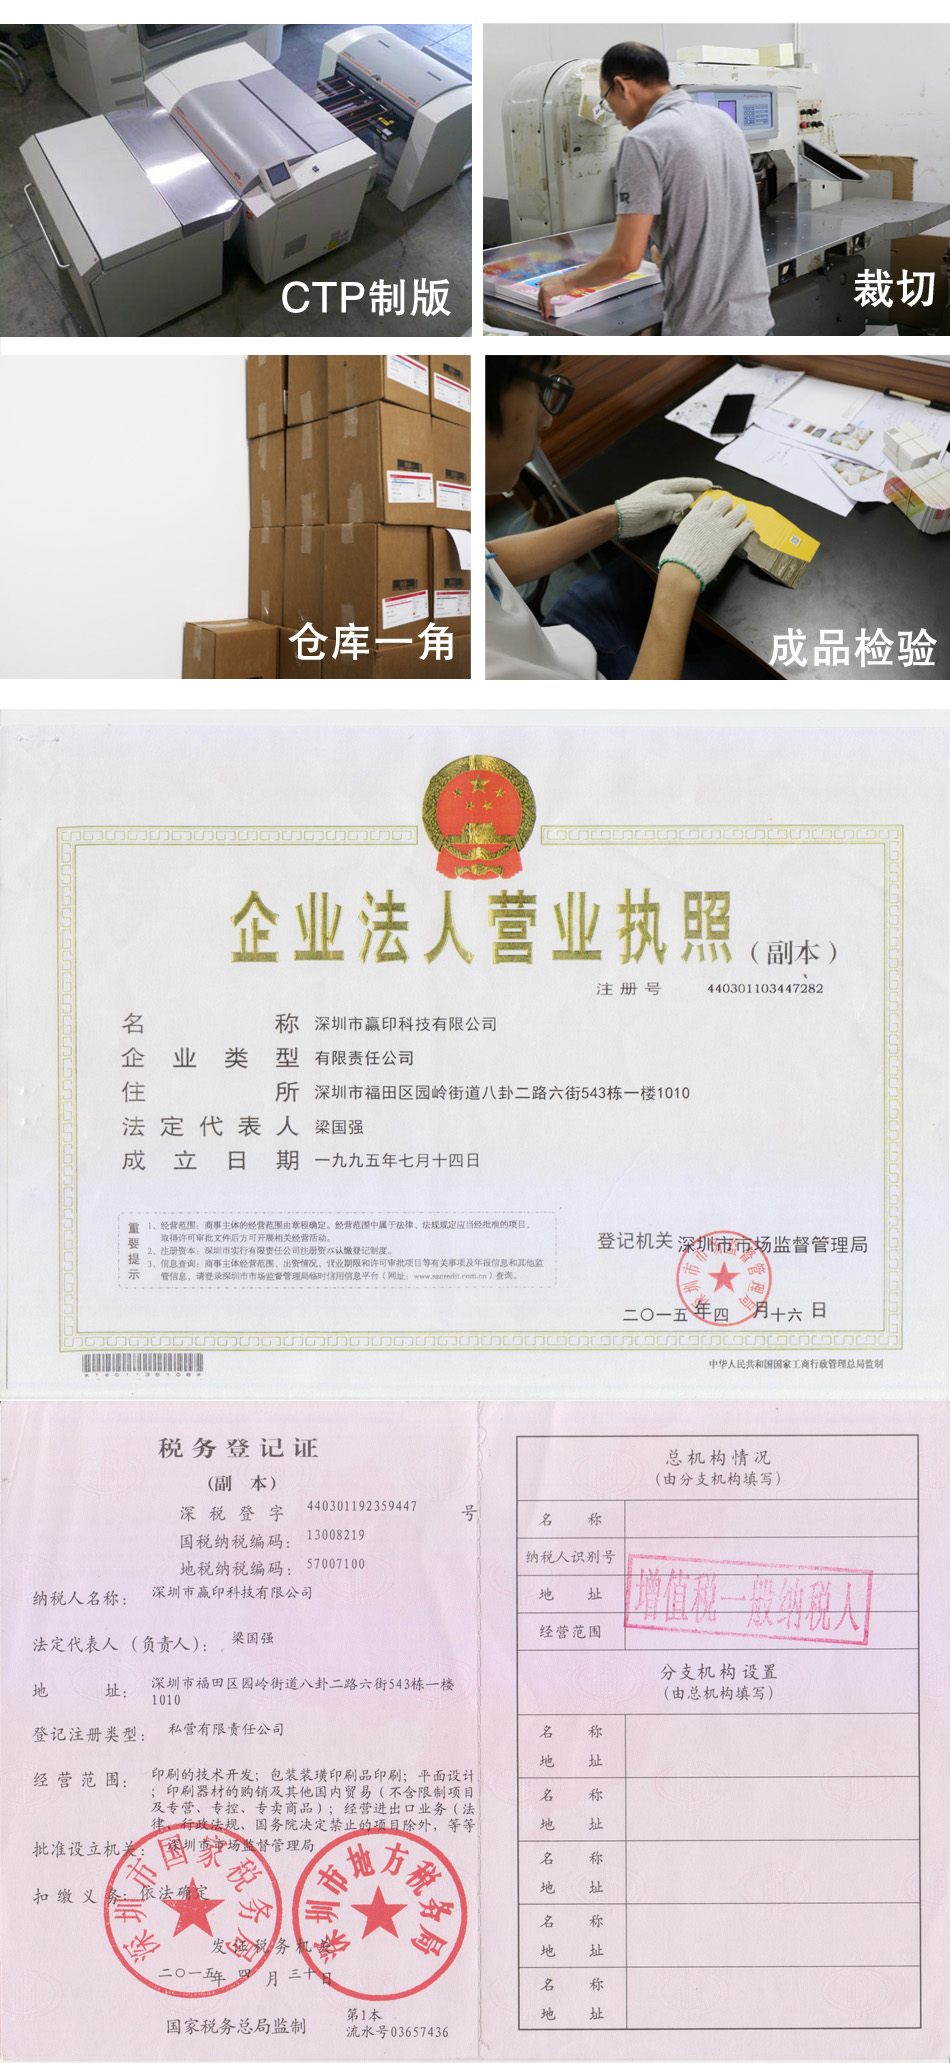 CTP制版
裁切
仓库一角
成品检验
企业法人营业执照
(副本)
注册号 440301103447282
名称 深圳市赢印科技有限公司
企业类型 有限责任公司
住所 深圳市福田区园岭街道八卦二路六街543栋一楼1010
法定代表人 梁国强
成立日期 一九九五年七月十四日
重要提示
1、经营范围:商事主体的经营范围由章程确定。经营范围中属于法律、法规规定应当经批准的项目,
取得许可审批文件后方可开展相关经营活动。
2、注册资本:深圳市实行有限责任公司注册资本认缴登记制度。
3、信息查询:商事主体经营范围、出资情况、营业期限和许可审批项目等有关事项及年报信息和其他监
管信息,请登录深圳市市场监督管理局临时信用信息平台(网址:www.szcredit.com.cn)查询。
登记机关 深圳市市场监督管理局
深圳市市场监督管理局
二〇一五年四月十六日
中华人民共和国国家工商行政管理总局监制
税务登记证
(副 本)
深税登字 440301192359447 号
国税纳税编码: 13008219
地税纳税编码: 57007100
纳税人名称: 深圳市赢印科技有限公司
法定代表人(负责人): 梁国强
地址: 深圳市福田区园岭街道八卦二路六街543栋一楼
1010
登记注册类型: 私营有限责任公司
经营范围: 印刷的技术开发;包装装璜印刷品印刷;平面设计
;印刷器材的购销及其他国内贸易(不含限制项目
及专营、专控、专卖商品);经营进出口业务(法
律、行政法规、国务院决定禁止的项目除外,等等
批准设立机关: 深圳市市场监督管理局
扣缴义务: 依法确定
深圳市国家税务局
深圳市地方税务局
发证税务机关
二〇一五年 四 月 三十日
国家税务总局监制
第1本
流水号03657436
总机构情况
(由分支机构填写)
名称
纳税人识别号
地址
经营范围
增值税一般纳税人
分支机构设置
(由总机构填写)
名称
地址
名称
地址
名称
地址
名称
地址
名称
地址